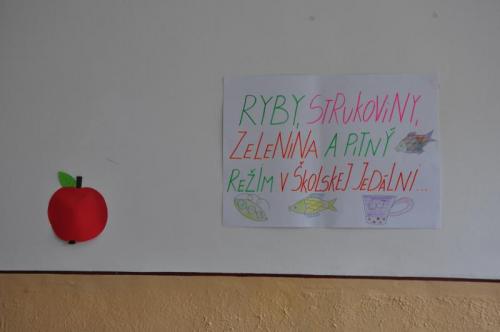 RYBY, STRUKOVINY,
ZELENINA A PITNÝ
REŽIM V ŠKOLSKEJ JEDÁLNI...